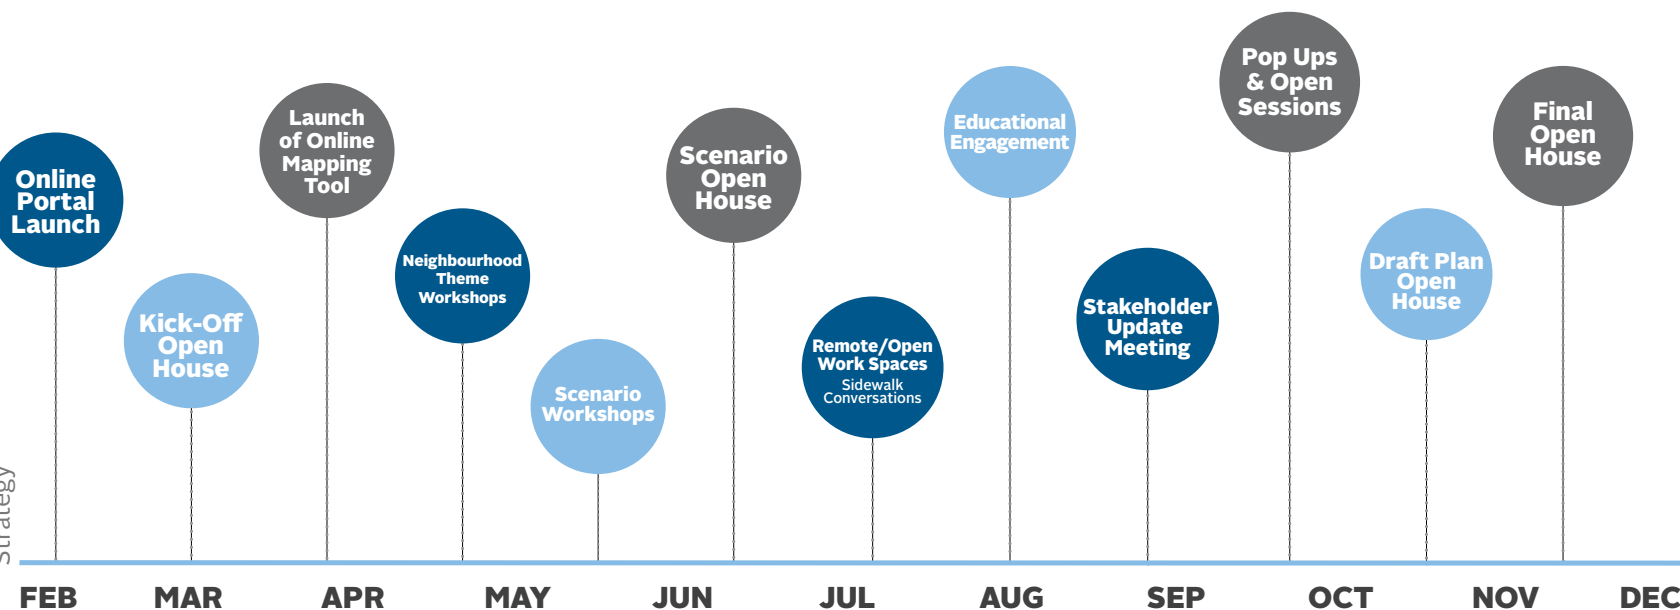 Online
Portal
Launch
Kick-Off
Open
House
Launch
of Online
Mapping
Tool
Neighbourhood
Theme
Workshops
Scenario
Workshops
Scenario
Open
House
Remote/Open
Work Spaces
Sidewalk
Conversations
Educational
Engagement
Stakeholder
Update
Meeting
Pop Ups
& Open
Sessions
Draft Plan
Open
House
Final
Open
House
Strategy
FEB MAR APR MAY JUN JUL AUG SEP OCT NOV DEC